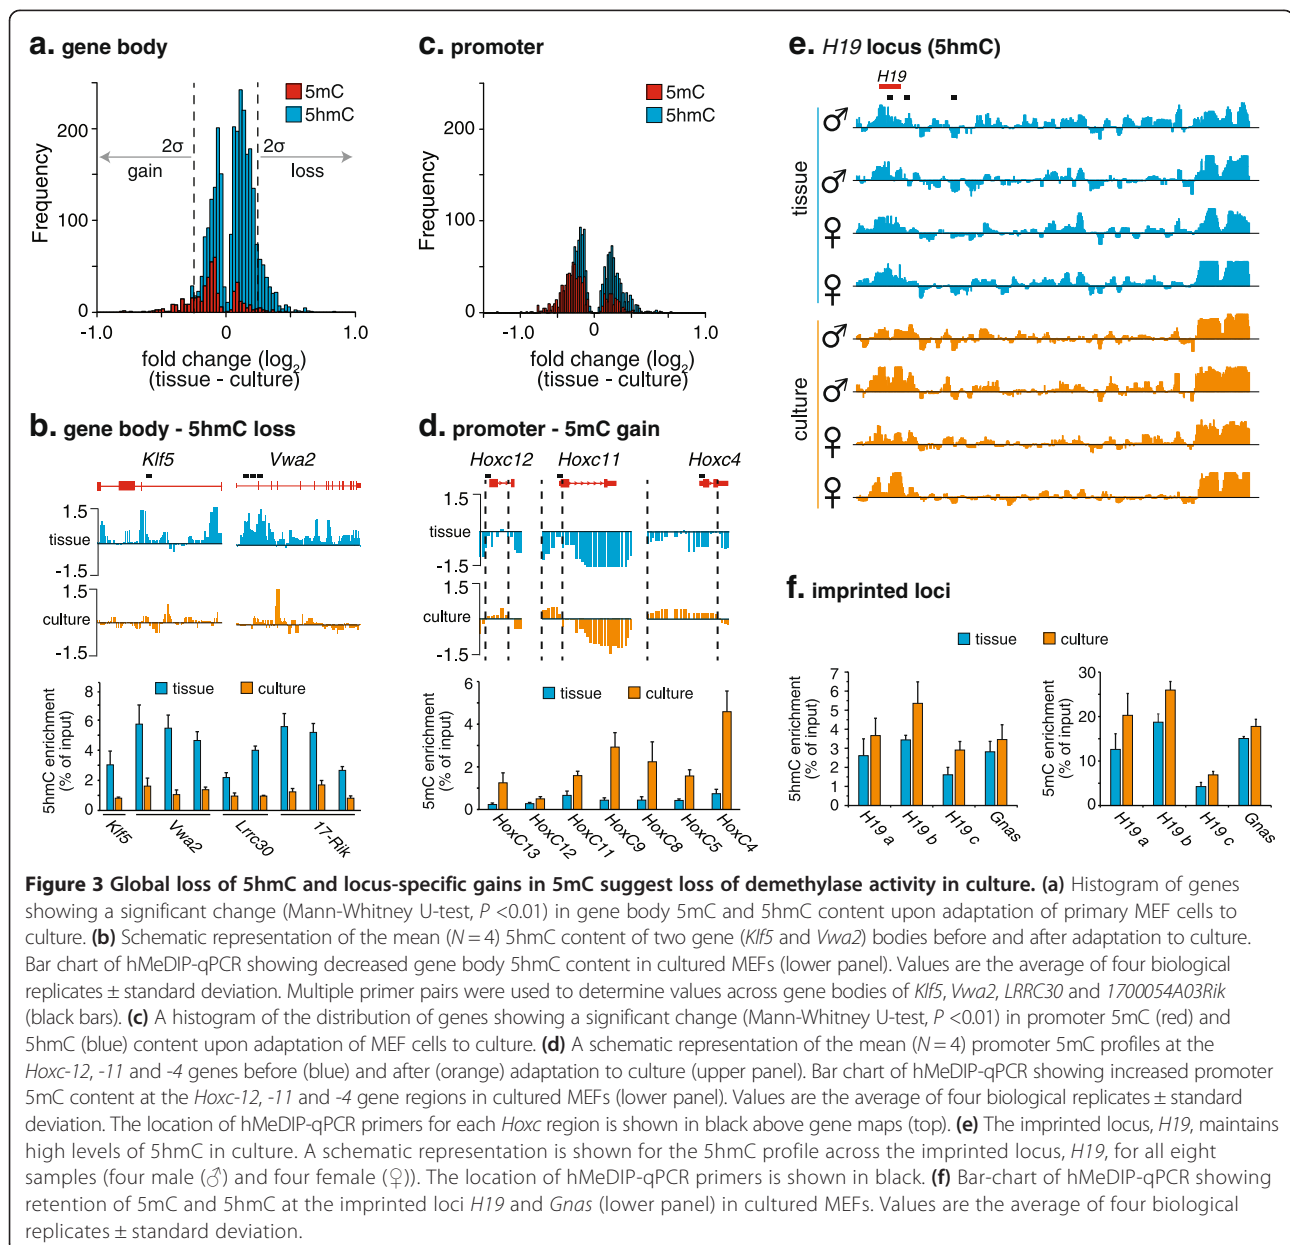 a. gene body
5mC
5hmC
200
100
0
Frequency
2σ
2σ
gain
loss
-1.0
0
1.0
fold change (log2)
(tissue - culture)
c. promoter
5mC
5hmC
200
100
0
Frequency
-1.0
0
1.0
fold change (log2)
(tissue - culture)
e. H19 locus (5hmC)
H19
tissue
♂
♂
♀
♀
culture
♂
♂
♀
♀
b. gene body - 5hmC loss
Klf5
Vwa2
1.5
tissue
-1.5
1.5
culture
-1.5
tissue
culture
5hmC enrichment
(% of input)
8
6
4
2
0
Klf5
Vwa2
Lrrc30
17-Rik
d. promoter - 5mC gain
Hoxc12
Hoxc11
Hoxc4
1.5
tissue
-1.5
1.5
culture
-1.5
tissue
culture
5mC enrichment
(% of input)
6
4
2
0
HoxC13
HoxC12
HoxC11
HoxC9
HoxC8
HoxC5
HoxC4
f. imprinted loci
tissue
culture
5hmC enrichment
(% of input)
7
6
5
4
3
2
1
0
H19 a
H19 b
H19 c
Gnas
5mC enrichment
(% of input)
30
20
10
0
H19 a
H19 b
H19 c
Gnas
Figure 3 Global loss of 5hmC and locus-specific gains in 5mC suggest loss of demethylase activity in culture. (a) Histogram of genes
showing a significant change (Mann-Whitney U-test, P <0.01) in gene body 5mC and 5hmC content upon adaptation of primary MEF cells to
culture. (b) Schematic representation of the mean (N = 4) 5hmC content of two gene (Klf5 and Vwa2) bodies before and after adaptation to culture.
Bar chart of hMeDIP-qPCR showing decreased gene body 5hmC content in cultured MEFs (lower panel). Values are the average of four biological
replicates ± standard deviation. Multiple primer pairs were used to determine values across gene bodies of Klf5, Vwa2, LRRC30 and 1700054A03Rik
(black bars). (c) A histogram of the distribution of genes showing a significant change (Mann-Whitney U-test, P <0.01) in promoter 5mC (red) and
5hmC (blue) content upon adaptation of MEF cells to culture. (d) A schematic representation of the mean (N = 4) promoter 5mC profiles at the
Hoxc-12, -11 and -4 genes before (blue) and after (orange) adaptation to culture (upper panel). Bar chart of hMeDIP-qPCR showing increased promoter
5mC content at the Hoxc-12, -11 and -4 gene regions in cultured MEFs (lower panel). Values are the average of four biological replicates ± standard
deviation. The location of hMeDIP-qPCR primers for each Hoxc region is shown in black above gene maps (top). (e) The imprinted locus, H19, maintains
high levels of 5hmC in culture. A schematic representation is shown for the 5hmC profile across the imprinted locus, H19, for all eight
samples (four male (♂) and four female (♀)). The location of hMeDIP-qPCR primers is shown in black. (f) Bar-chart of hMeDIP-qPCR showing
retention of 5mC and 5hmC at the imprinted loci H19 and Gnas (lower panel) in cultured MEFs. Values are the average of four biological
replicates ± standard deviation.